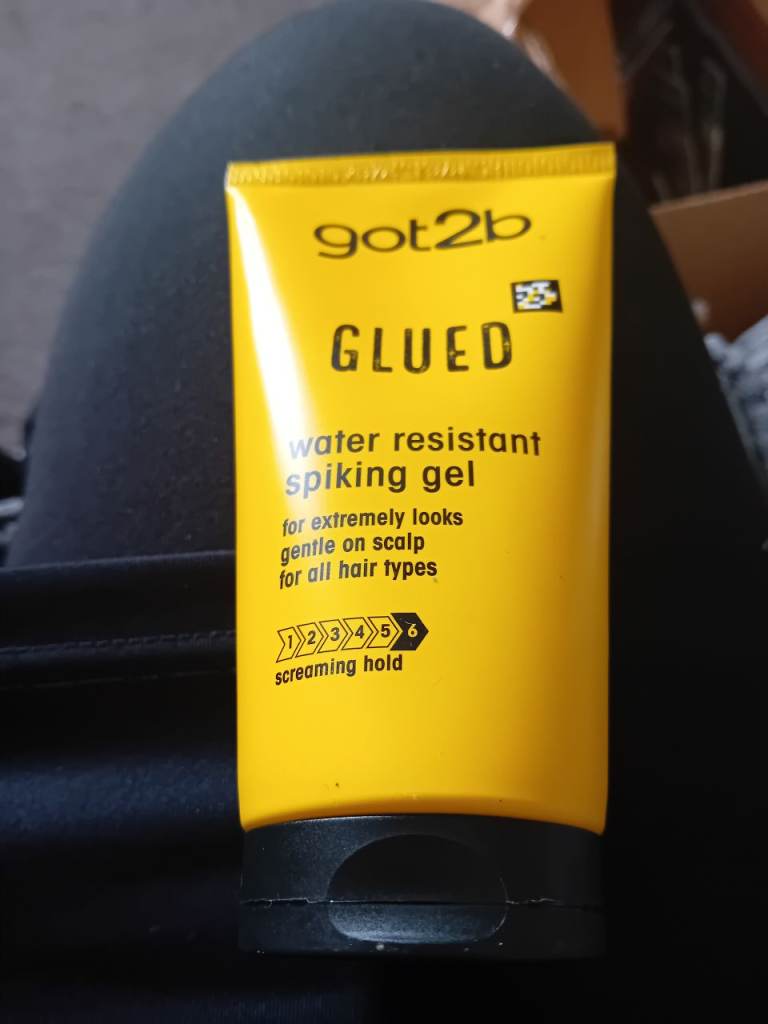 got2b
GLUED
water resistant
spiking gel
for extremely looks
gentle on scalp
for all hair types
1 2 3 4 5 6
screaming hold